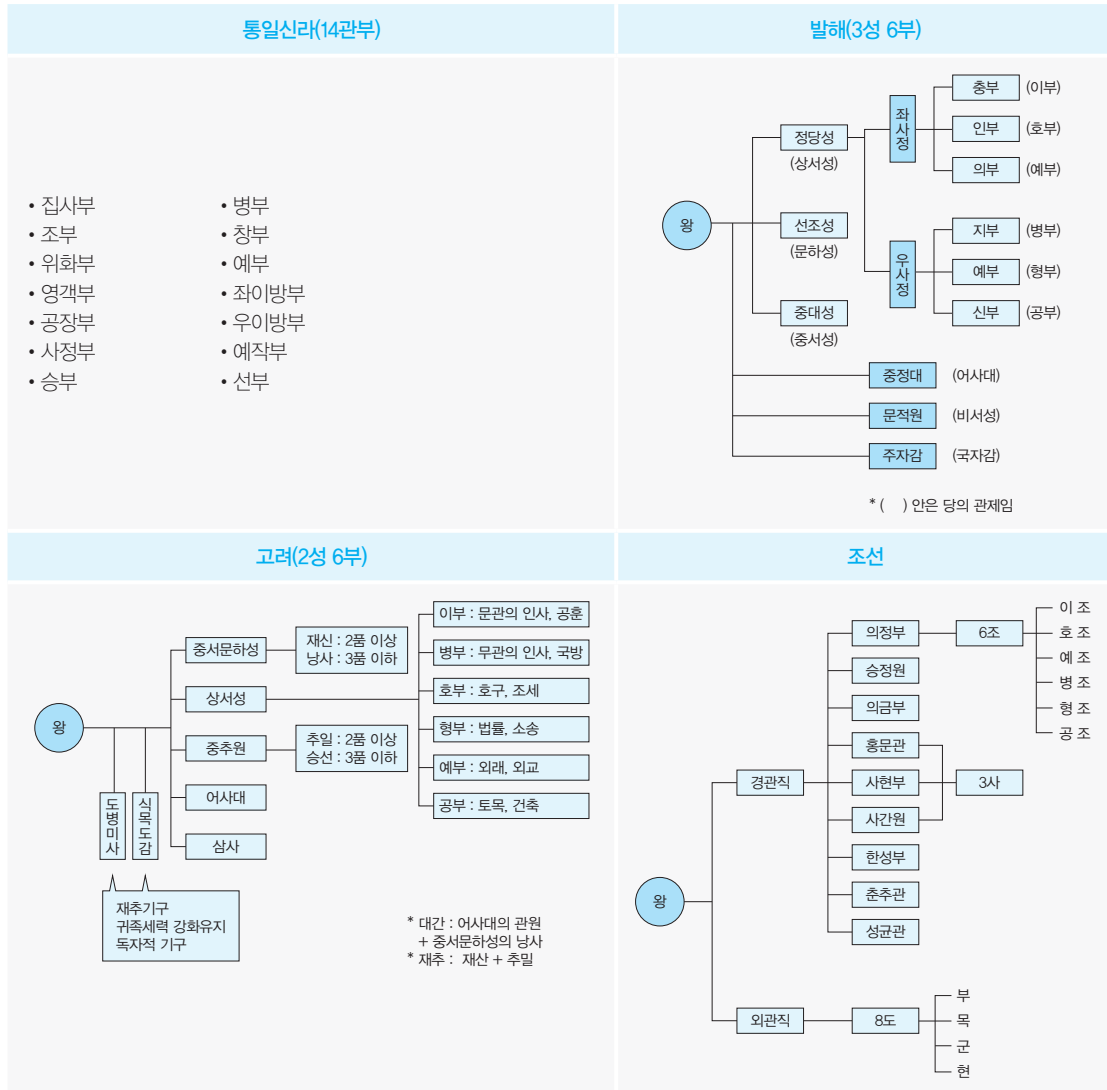 통일신라(14관부)
• 집사부
• 조부
• 위화부
• 영객부
• 공장부
• 사정부
• 승부
• 병부
• 창부
• 예부
• 좌이방부
• 우이방부
• 예작부
• 선부
발해(3성 6부)
왕
정당성
(상서성)
선조성
(문하성)
중대성
(중서성)
좌사정
충부 (이부)
인부 (호부)
의부 (예부)
우사정
지부 (병부)
예부 (형부)
신부 (공부)
중정대 (어사대)
문적원 (비서성)
주자감 (국자감)
* ( ) 안은 당의 관제임
고려(2성 6부)
왕
도병미사
식목도감
재추기구
귀족세력 강화유지
독자적 기구
중서문하성
재신 : 2품 이상
낭사 : 3품 이하
상서성
중추원
추일 : 2품 이상
승선 : 3품 이하
어사대
삼사
이부 : 문관의 인사, 공훈
병부 : 무관의 인사, 국방
호부 : 호구, 조세
형부 : 법률, 소송
예부 : 외래, 외교
공부 : 토목, 건축
* 대간 : 어사대의 관원
+ 중서문하성의 낭사
* 재추 : 재산 + 추밀
조선
왕
경관직
의정부
승정원
의금부
홍문관
사현부
사간원
한성부
춘추관
성균관
6조
이 조
호 조
예 조
병 조
형 조
공 조
3사
외관직
8도
부
목
군
현